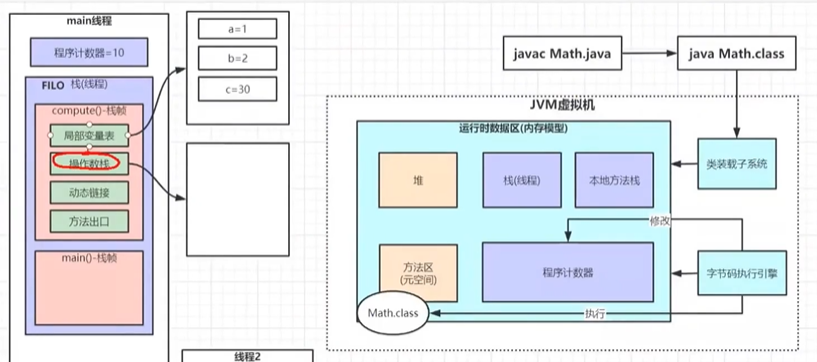 main线程
程序计数器=10
FILO 栈(线程)
compute()-栈帧
局部变量表
操作数栈
动态链接
方法出口
main()-栈帧
a=1
b=2
c=30
线程2
javac Math.java
java Math.class
JVM虚拟机
运行时数据区(内存模型)
堆
栈(线程)
本地方法栈
类装载子系统
修改
方法区
(元空间)
程序计数器
字节码执行引擎
Math.class
执行